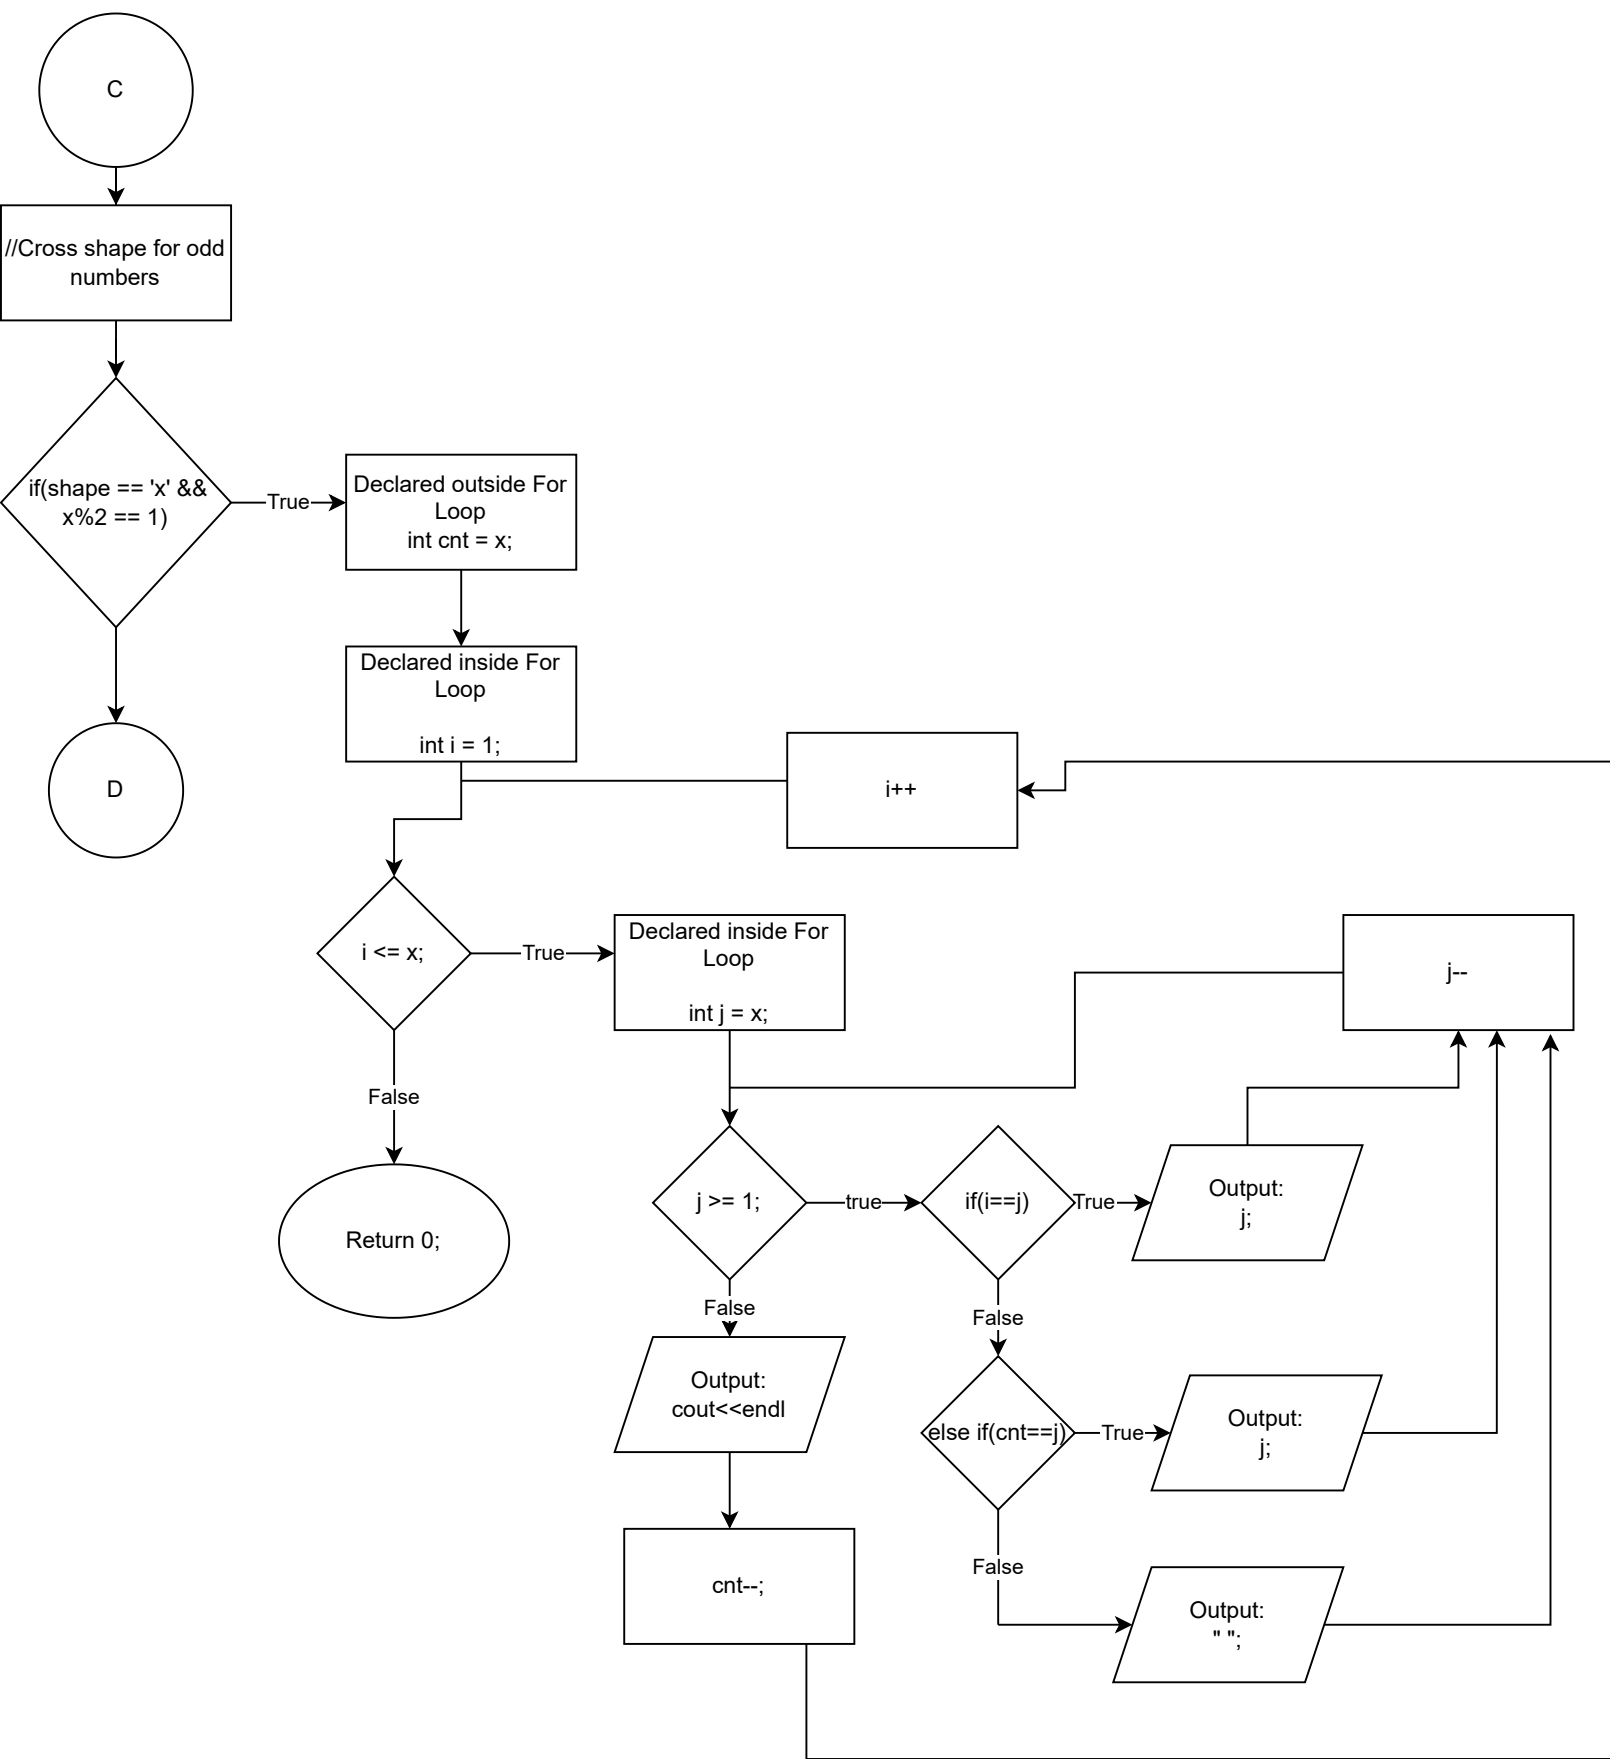 C
//Cross shape for odd
numbers
if(shape == 'x' &&
x%2 == 1)
True
Declared outside For
Loop
int cnt = x;
Declared inside For
Loop
int i = 1;
i++
D
i <= x;
True
Declared inside For
Loop
int j = x;
j--
False
j >= 1;
true
if(i==j)
True
Output:
j;
Return 0;
False
False
Output:
cout<<endl
else if(cnt==j)
True
Output:
j;
cnt--;
False
Output:
" ";